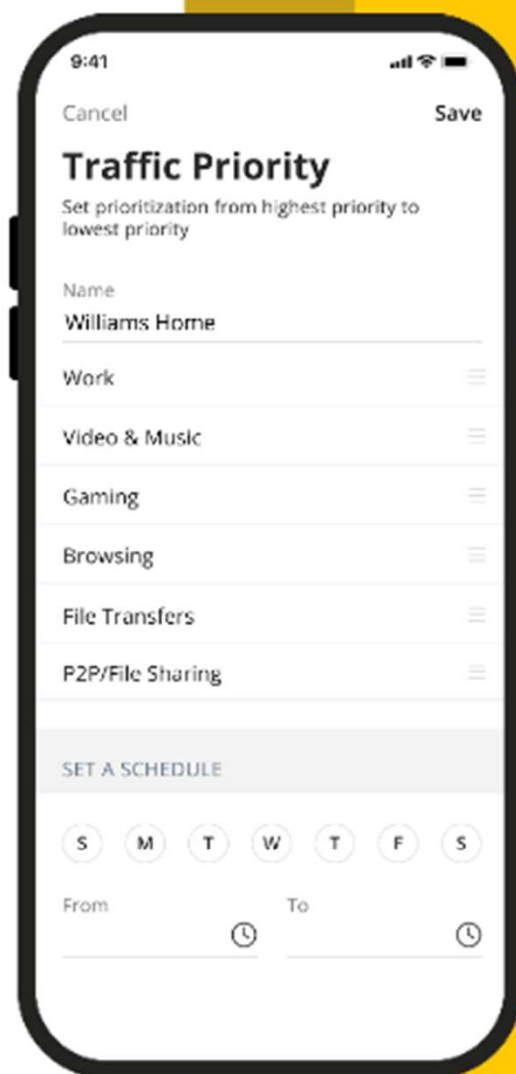 9:41
Cancel Save
Traffic Priority
Set prioritization from highest priority to
lowest priority
Name
Williams Home
Work
Video & Music
Gaming
Browsing
File Transfers
P2P/File Sharing
SET A SCHEDULE
S M T W T F S
From To